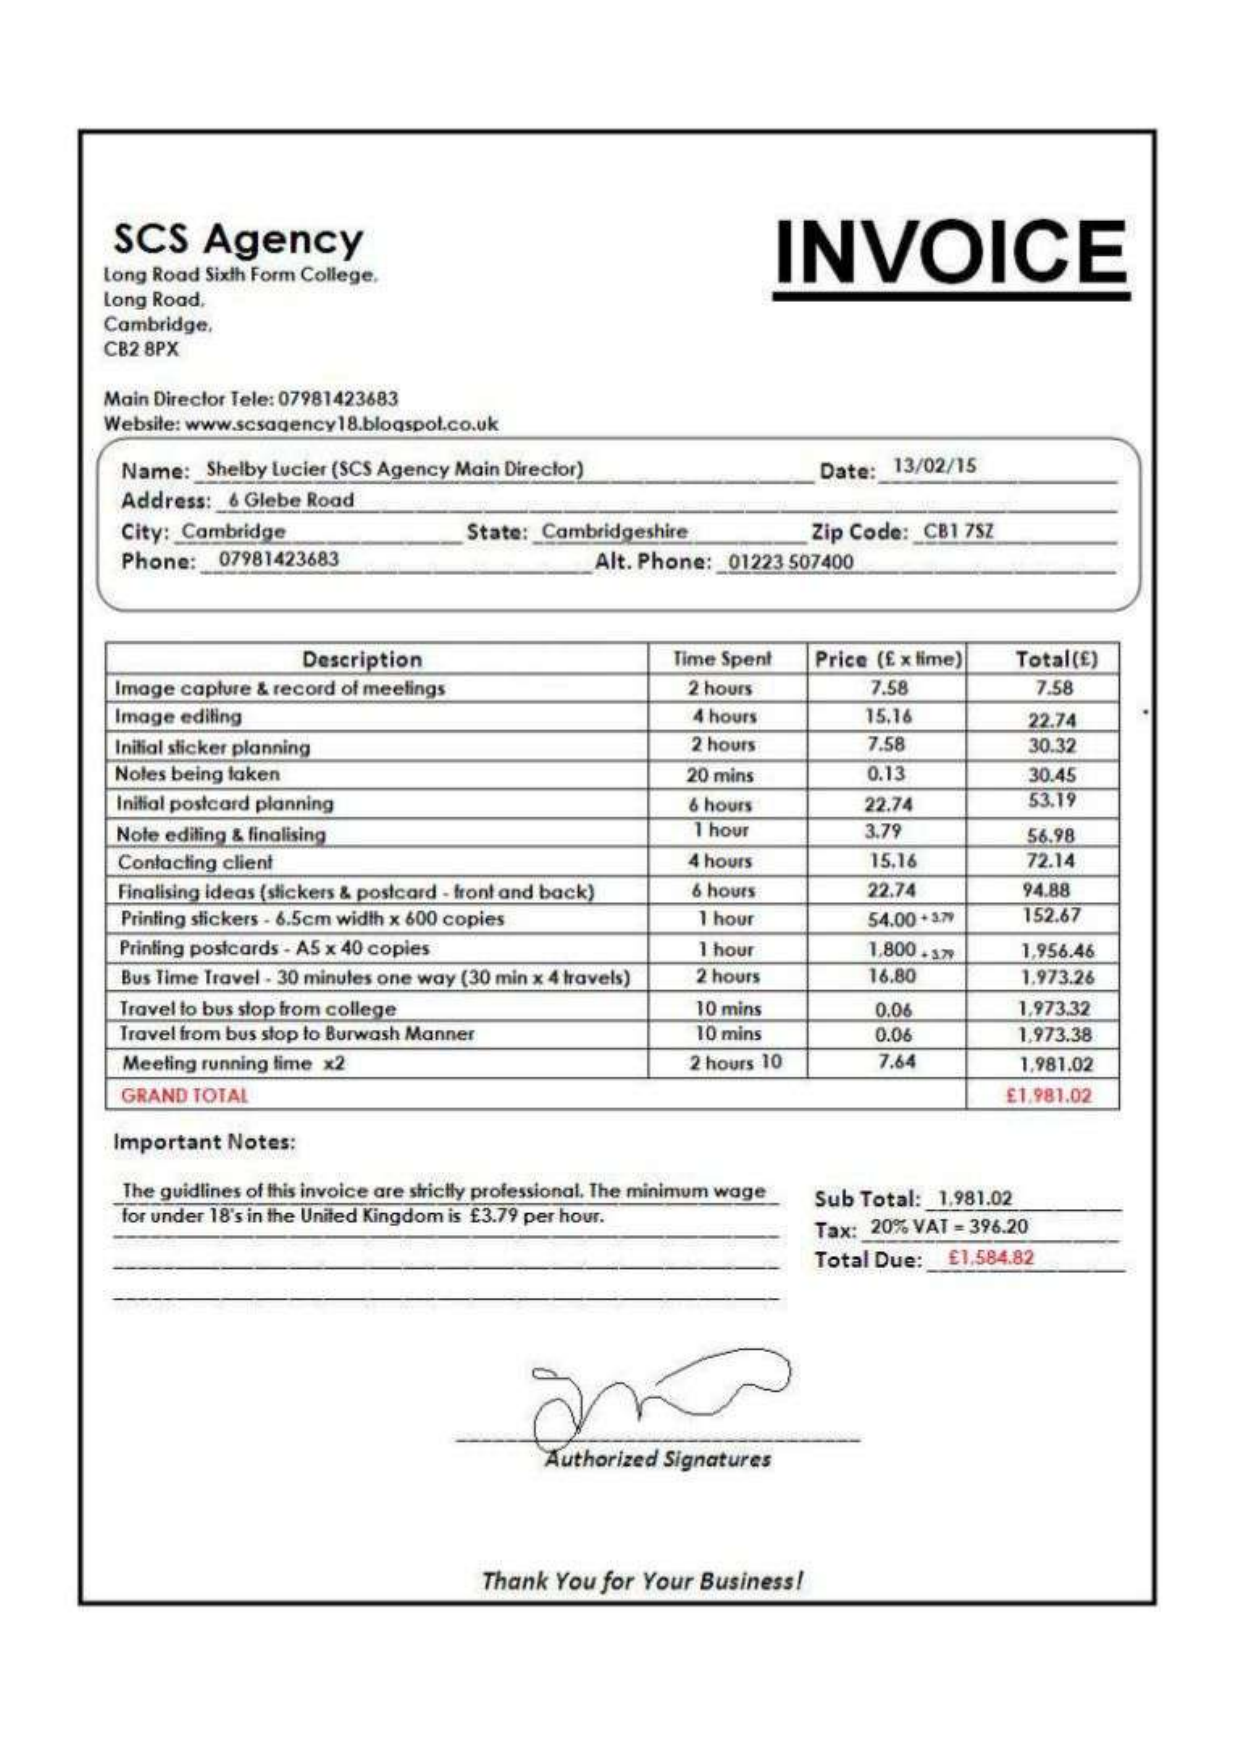 SCS Agency
INVOICE
Long Road Sixth Form College,
Long Road,
Cambridge,
CB2 8PX
Main Director Tele: 07981423683
Website: www.scsagency18.blogspot.co.uk
Name: Shelby Lucier (SCS Agency Main Director) Date: 13/02/15
Address: 6 Glebe Road
City: Cambridge State: Cambridgeshire Zip Code: CB1 7SZ
Phone: 07981423683 Alt. Phone: 01223 507400
Description Time Spent Price (£ x time) Total(£)
Image capture & record of meetings 2 hours 7.58 7.58
Image editing 4 hours 15.16 22.74
Initial sticker planning 2 hours 7.58 30.32
Notes being taken 20 mins 0.13 30.45
Initial postcard planning 6 hours 22.74 53.19
Note editing & finalising 1 hour 3.79 56.98
Contacting client 4 hours 15.16 72.14
Finalising ideas (stickers & postcard - front and back) 6 hours 22.74 94.88
Printing stickers - 6.5cm width x 600 copies 1 hour 54.00 + 3.79 152.67
Printing postcards - A5 x 40 copies 1 hour 1,800 + 3.79 1,956.46
Bus Time Travel - 30 minutes one way (30 min x 4 travels) 2 hours 16.80 1,973.26
Travel to bus stop from college 10 mins 0.06 1,973.32
Travel from bus stop to Burwash Manner 10 mins 0.06 1,973.38
Meeting running time x2 2 hours 10 7.64 1,981.02
GRAND TOTAL £1,981.02
Important Notes:
The guidlines of this invoice are strictly professional. The minimum wage
for under 18's in the United Kingdom is £3.79 per hour.
Sub Total: 1,981.02
Tax: 20% VAT = 396.20
Total Due: £1,584.82
Authorized Signatures
Thank You for Your Business!